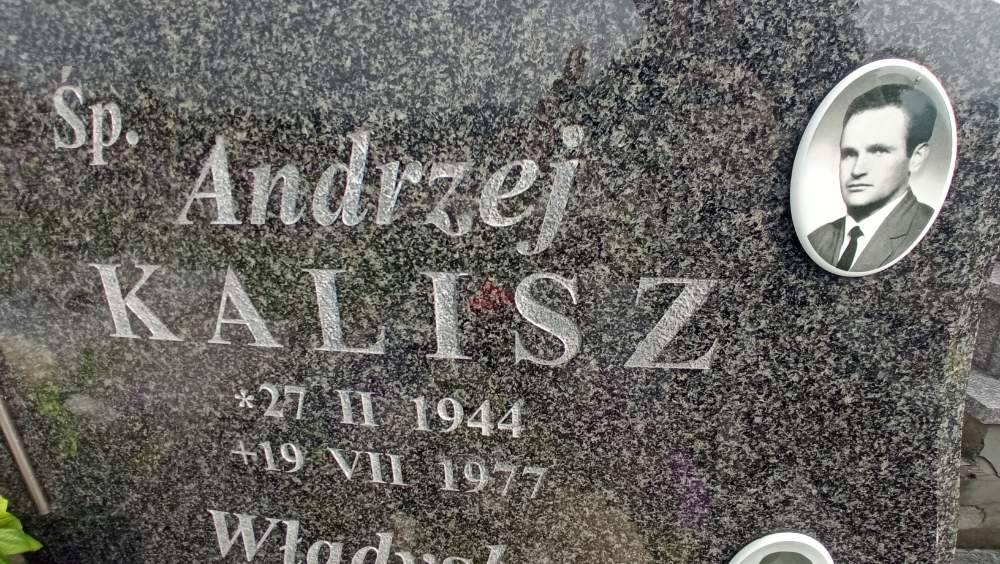 Śp.
Andrzej
KALISZ
*27 II 1944
+19 VII 1977